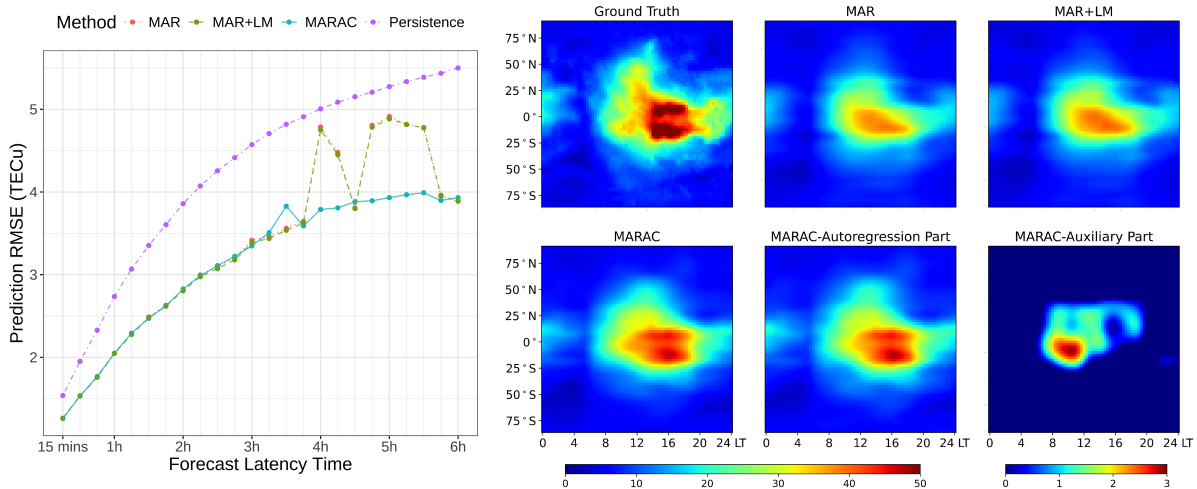 Method MAR MAR+LM MARAC Persistence
Prediction RMSE (TECu)
5
4
3
2
15 mins 1h 2h 3h 4h 5h 6h
Forecast Latency Time
Ground Truth MAR MAR+LM
75°N
50°N
25°N
0°
25°S
50°S
75°S
MARAC MARAC-Autoregression Part MARAC-Auxiliary Part
75°N
50°N
25°N
0°
25°S
50°S
75°S
0 4 8 12 16 20 24 LT 0 4 8 12 16 20 24 LT 0 4 8 12 16 20 24 LT
0 10 20 30 40 50 0 1 2 3